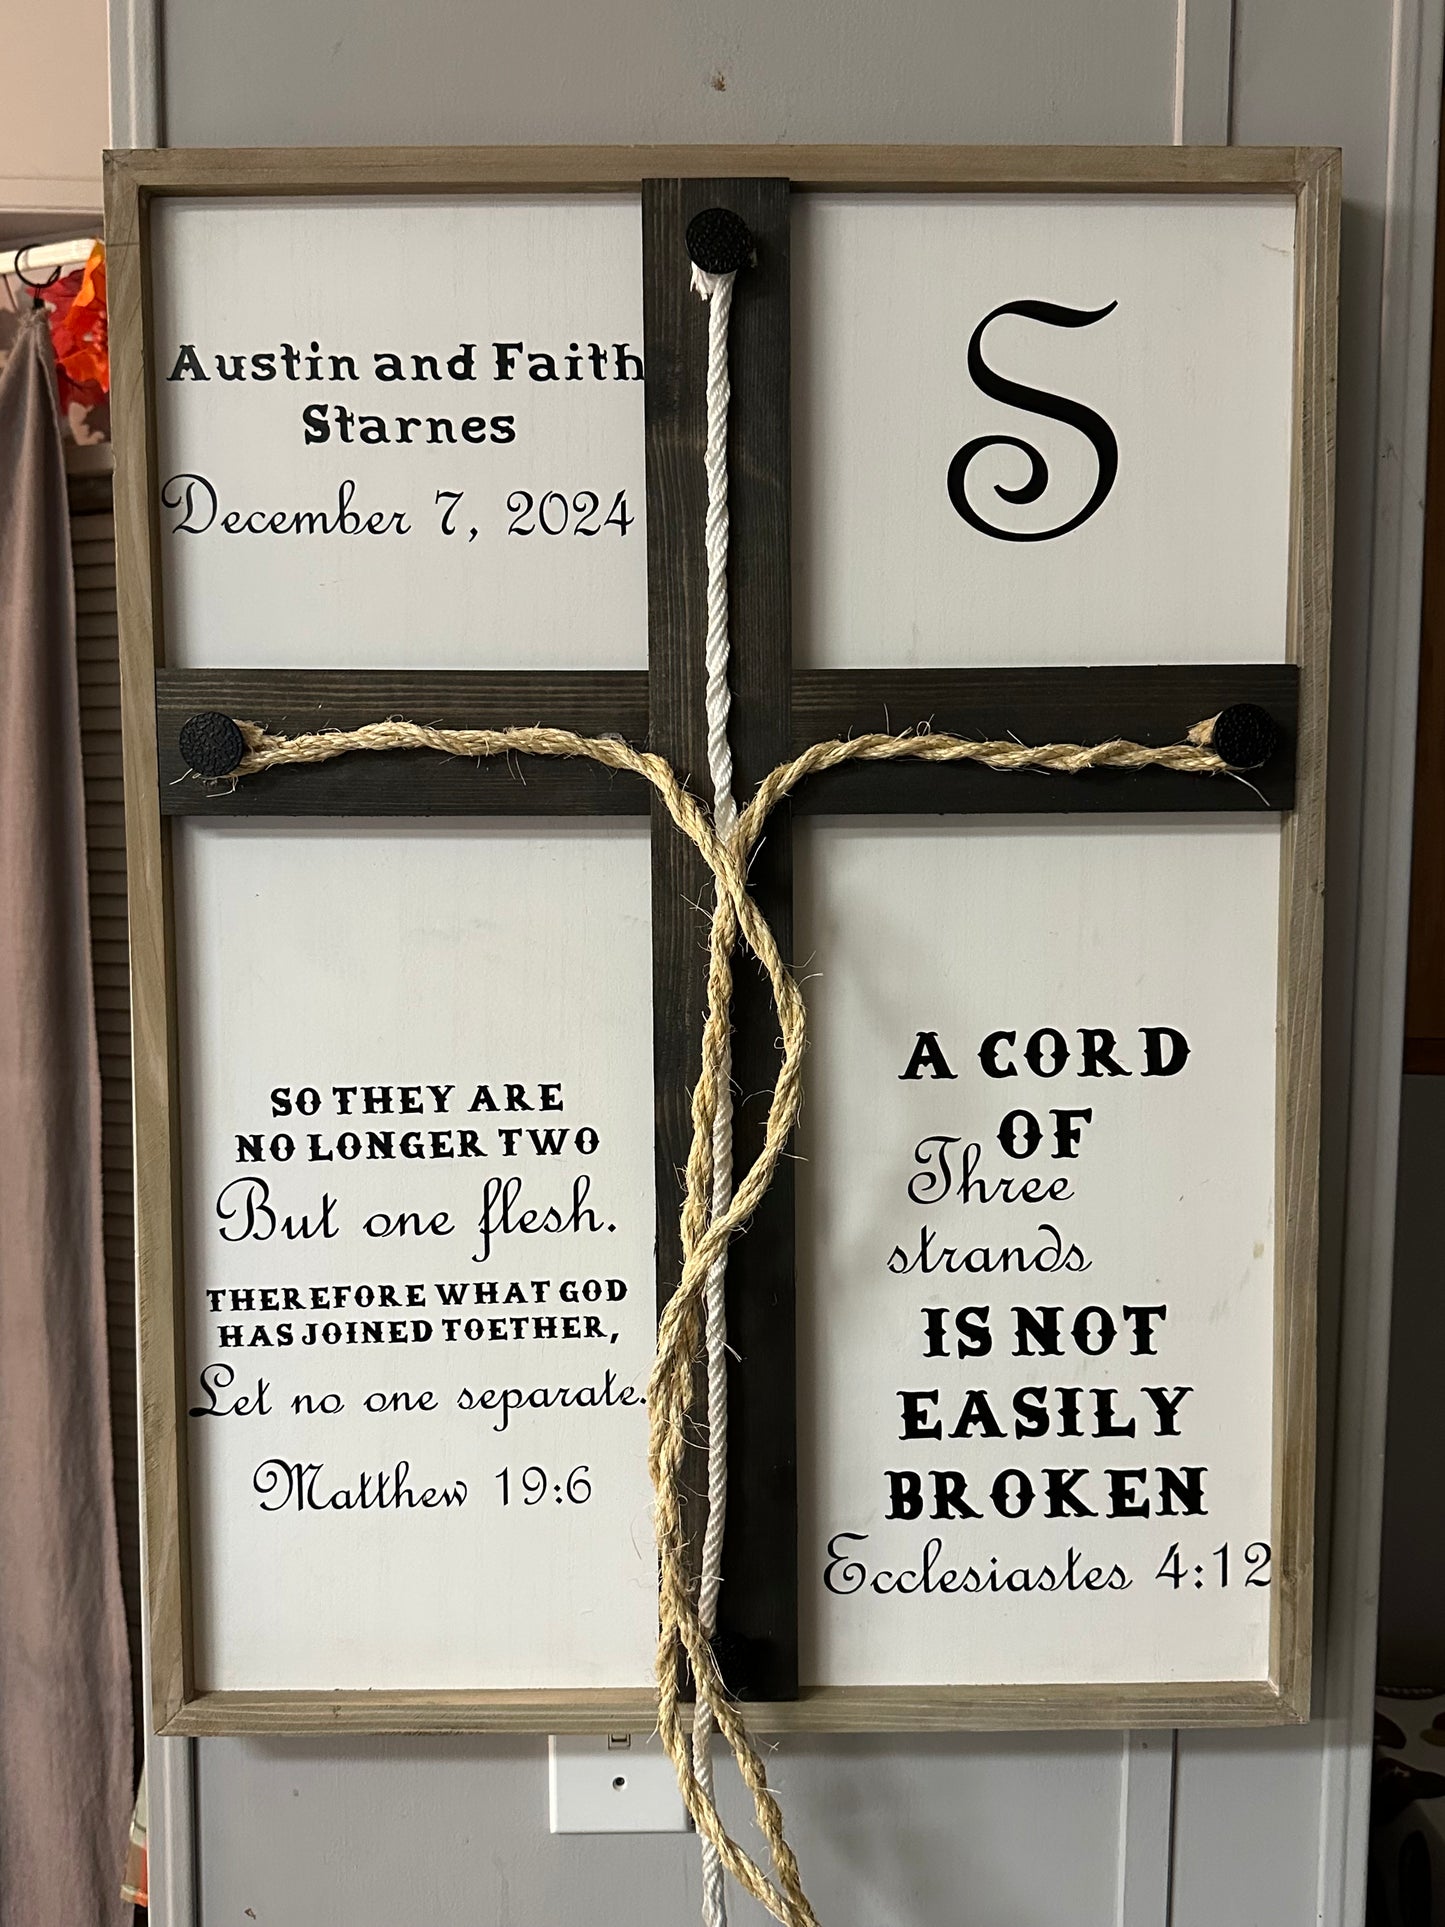 Austin and Faith
Starnes
December 7, 2024
S
SO THEY ARE
NO LONGER TWO
But one flesh.
THEREFORE WHAT GOD
HAS JOINED TOETHER,
Let no one separate.
Matthew 19:6
A CORD
OF
Three
strands
IS NOT
EASILY
BROKEN
Ecclesiastes 4:12